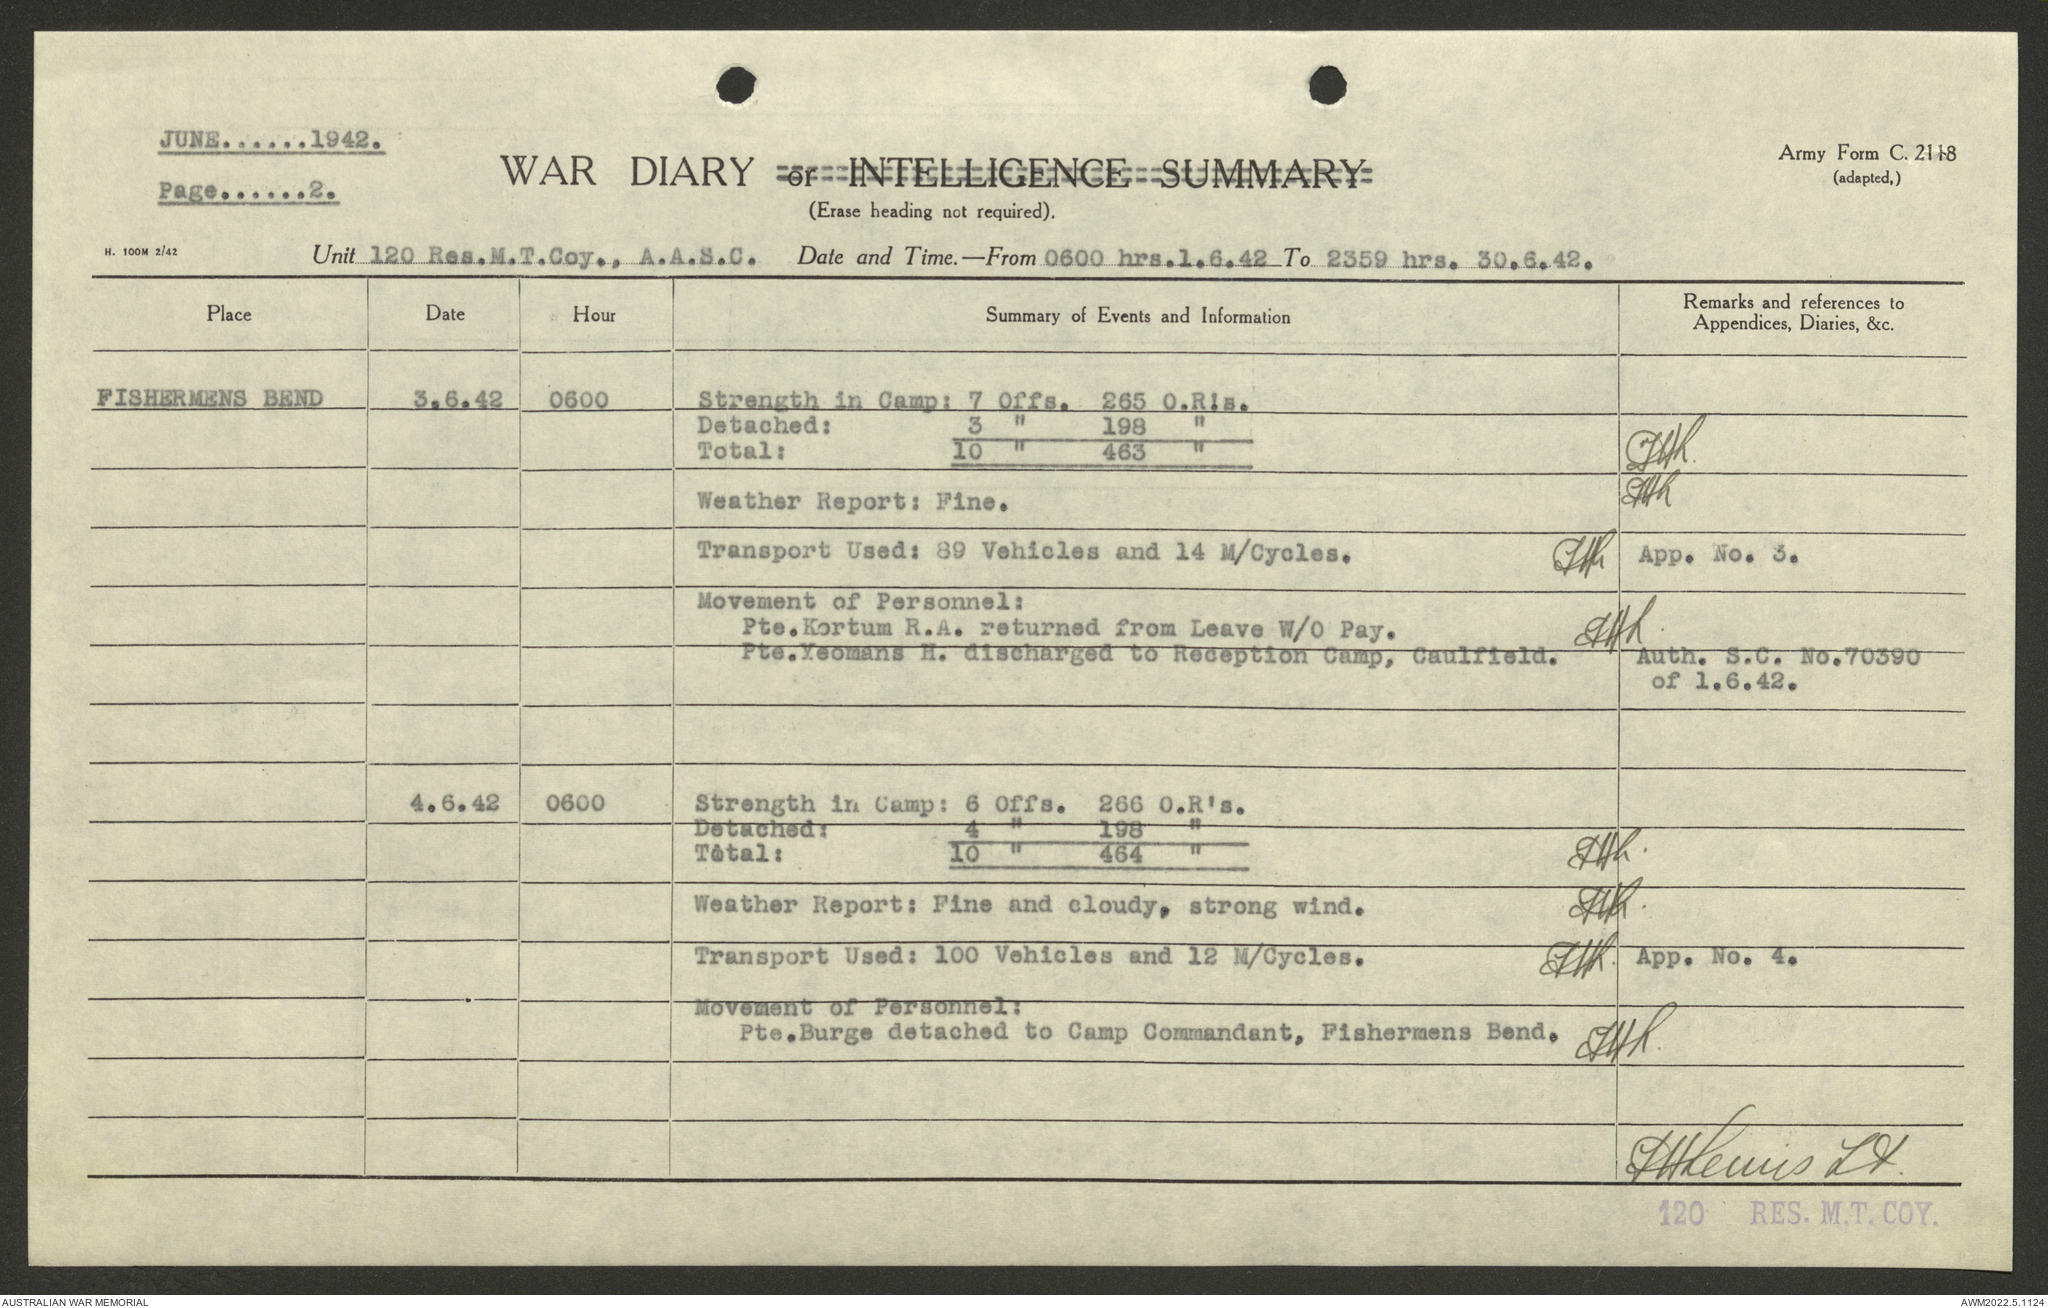 JUNE......1942.
Page......2.
WAR DIARY or INTELLIGENCE SUMMARY
(Erase heading not required).
Army Form C. 2118
(adapted,)
H. 100M 2/42
Unit 120 Res.M.T.Coy., A.A.S.C. Date and Time.—From 0600 hrs.1.6.42 To 2359 hrs. 30.6.42.
Place Date Hour Summary of Events and Information Remarks and references to Appendices, Diaries, &c.
FISHERMENS BEND 3.6.42 0600 Strength in Camp: 7 Offs. 265 O.R's.
Detached: 3 " 198 "
Total: 10 " 463 "
Weather Report: Fine.
Transport Used: 89 Vehicles and 14 M/Cycles. App. No. 3.
Movement of Personnel:
Pte.Kortum R.A. returned from Leave W/O Pay.
Pte.Yeomans H. discharged to Reception Camp, Caulfield. Auth. S.C. No.70390
of 1.6.42.
4.6.42 0600 Strength in Camp: 6 Offs. 266 O.R's.
Detached: 4 " 198 "
Total: 10 " 464 "
Weather Report: Fine and cloudy, strong wind.
Transport Used: 100 Vehicles and 12 M/Cycles. App. No. 4.
Movement of Personnel:
Pte.Burge detached to Camp Commandant, Fishermens Bend.
Lewis Lt.
120 RES. M.T. COY.
AUSTRALIAN WAR MEMORIAL
AWM2022.5.1124